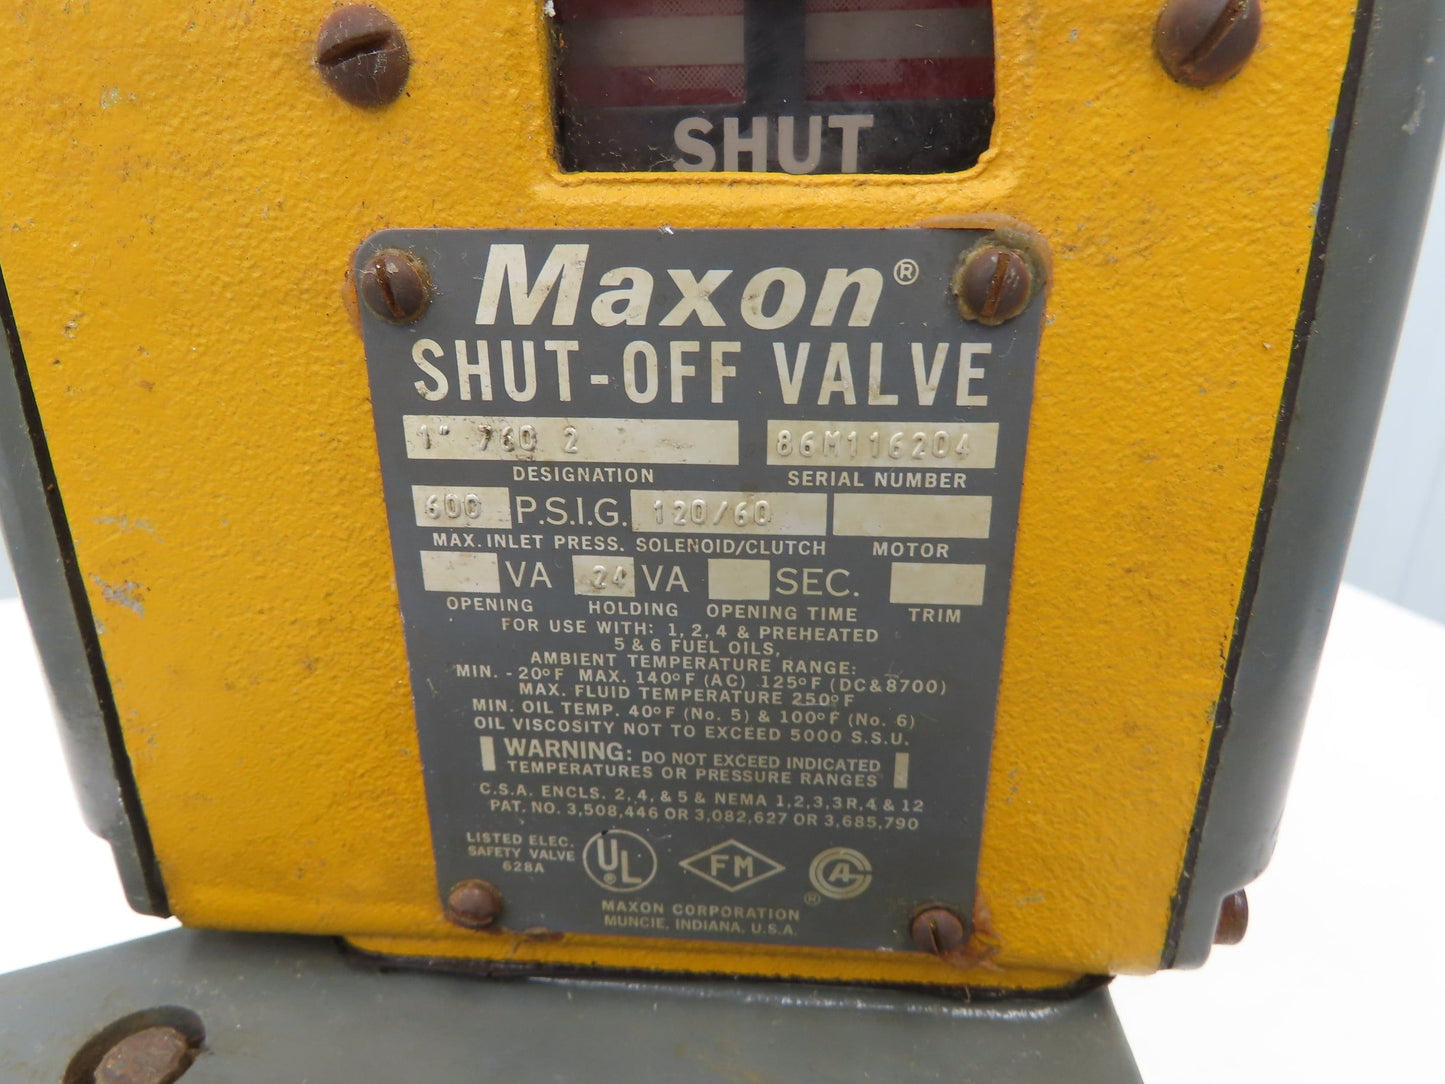 SHUT
Maxon®
SHUT-OFF VALVE
1" 760 2 86M116204
DESIGNATION SERIAL NUMBER
600 P.S.I.G. 120/60
MAX. INLET PRESS. SOLENOID/CLUTCH MOTOR
VA 24 VA SEC.
OPENING HOLDING OPENING TIME TRIM
FOR USE WITH: 1, 2, 4 & PREHEATED
5 & 6 FUEL OILS,
AMBIENT TEMPERATURE RANGE:
MIN. -20°F MAX. 140°F (AC) 125°F (DC&8700)
MAX. FLUID TEMPERATURE 250°F
MIN. OIL TEMP. 40°F (No. 5) & 100°F (No. 6)
OIL VISCOSITY NOT TO EXCEED 5000 S.S.U.
WARNING: DO NOT EXCEED INDICATED
TEMPERATURES OR PRESSURE RANGES
C.S.A. ENCLS. 2, 4, & 5 & NEMA 1, 2, 3, 3R, 4 & 12
PAT. NO. 3,508,446 OR 3,082,627 OR 3,685,790
LISTED ELEC.
SAFETY VALVE
628A
UL ®
FM
AG ®
MAXON CORPORATION
MUNCIE, INDIANA, U.S.A.